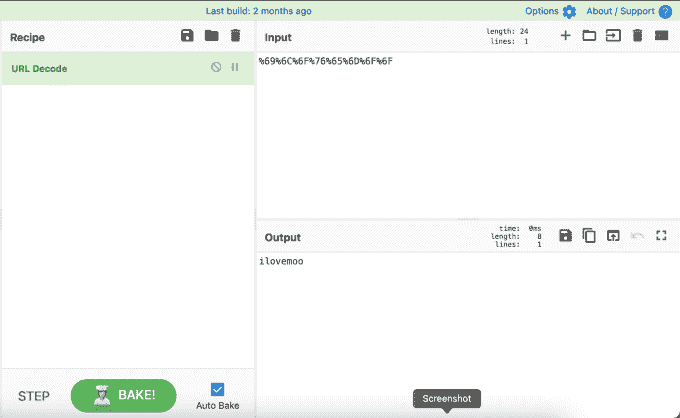 Last build: 2 months ago
Options
About / Support
Recipe
URL Decode
STEP
BAKE!
Auto Bake
Input
length: 24
lines: 1
%69%6C%6F%76%65%6D%6F%6F
Output
time: 0ms
length: 8
lines: 1
ilovemoo
Screenshot